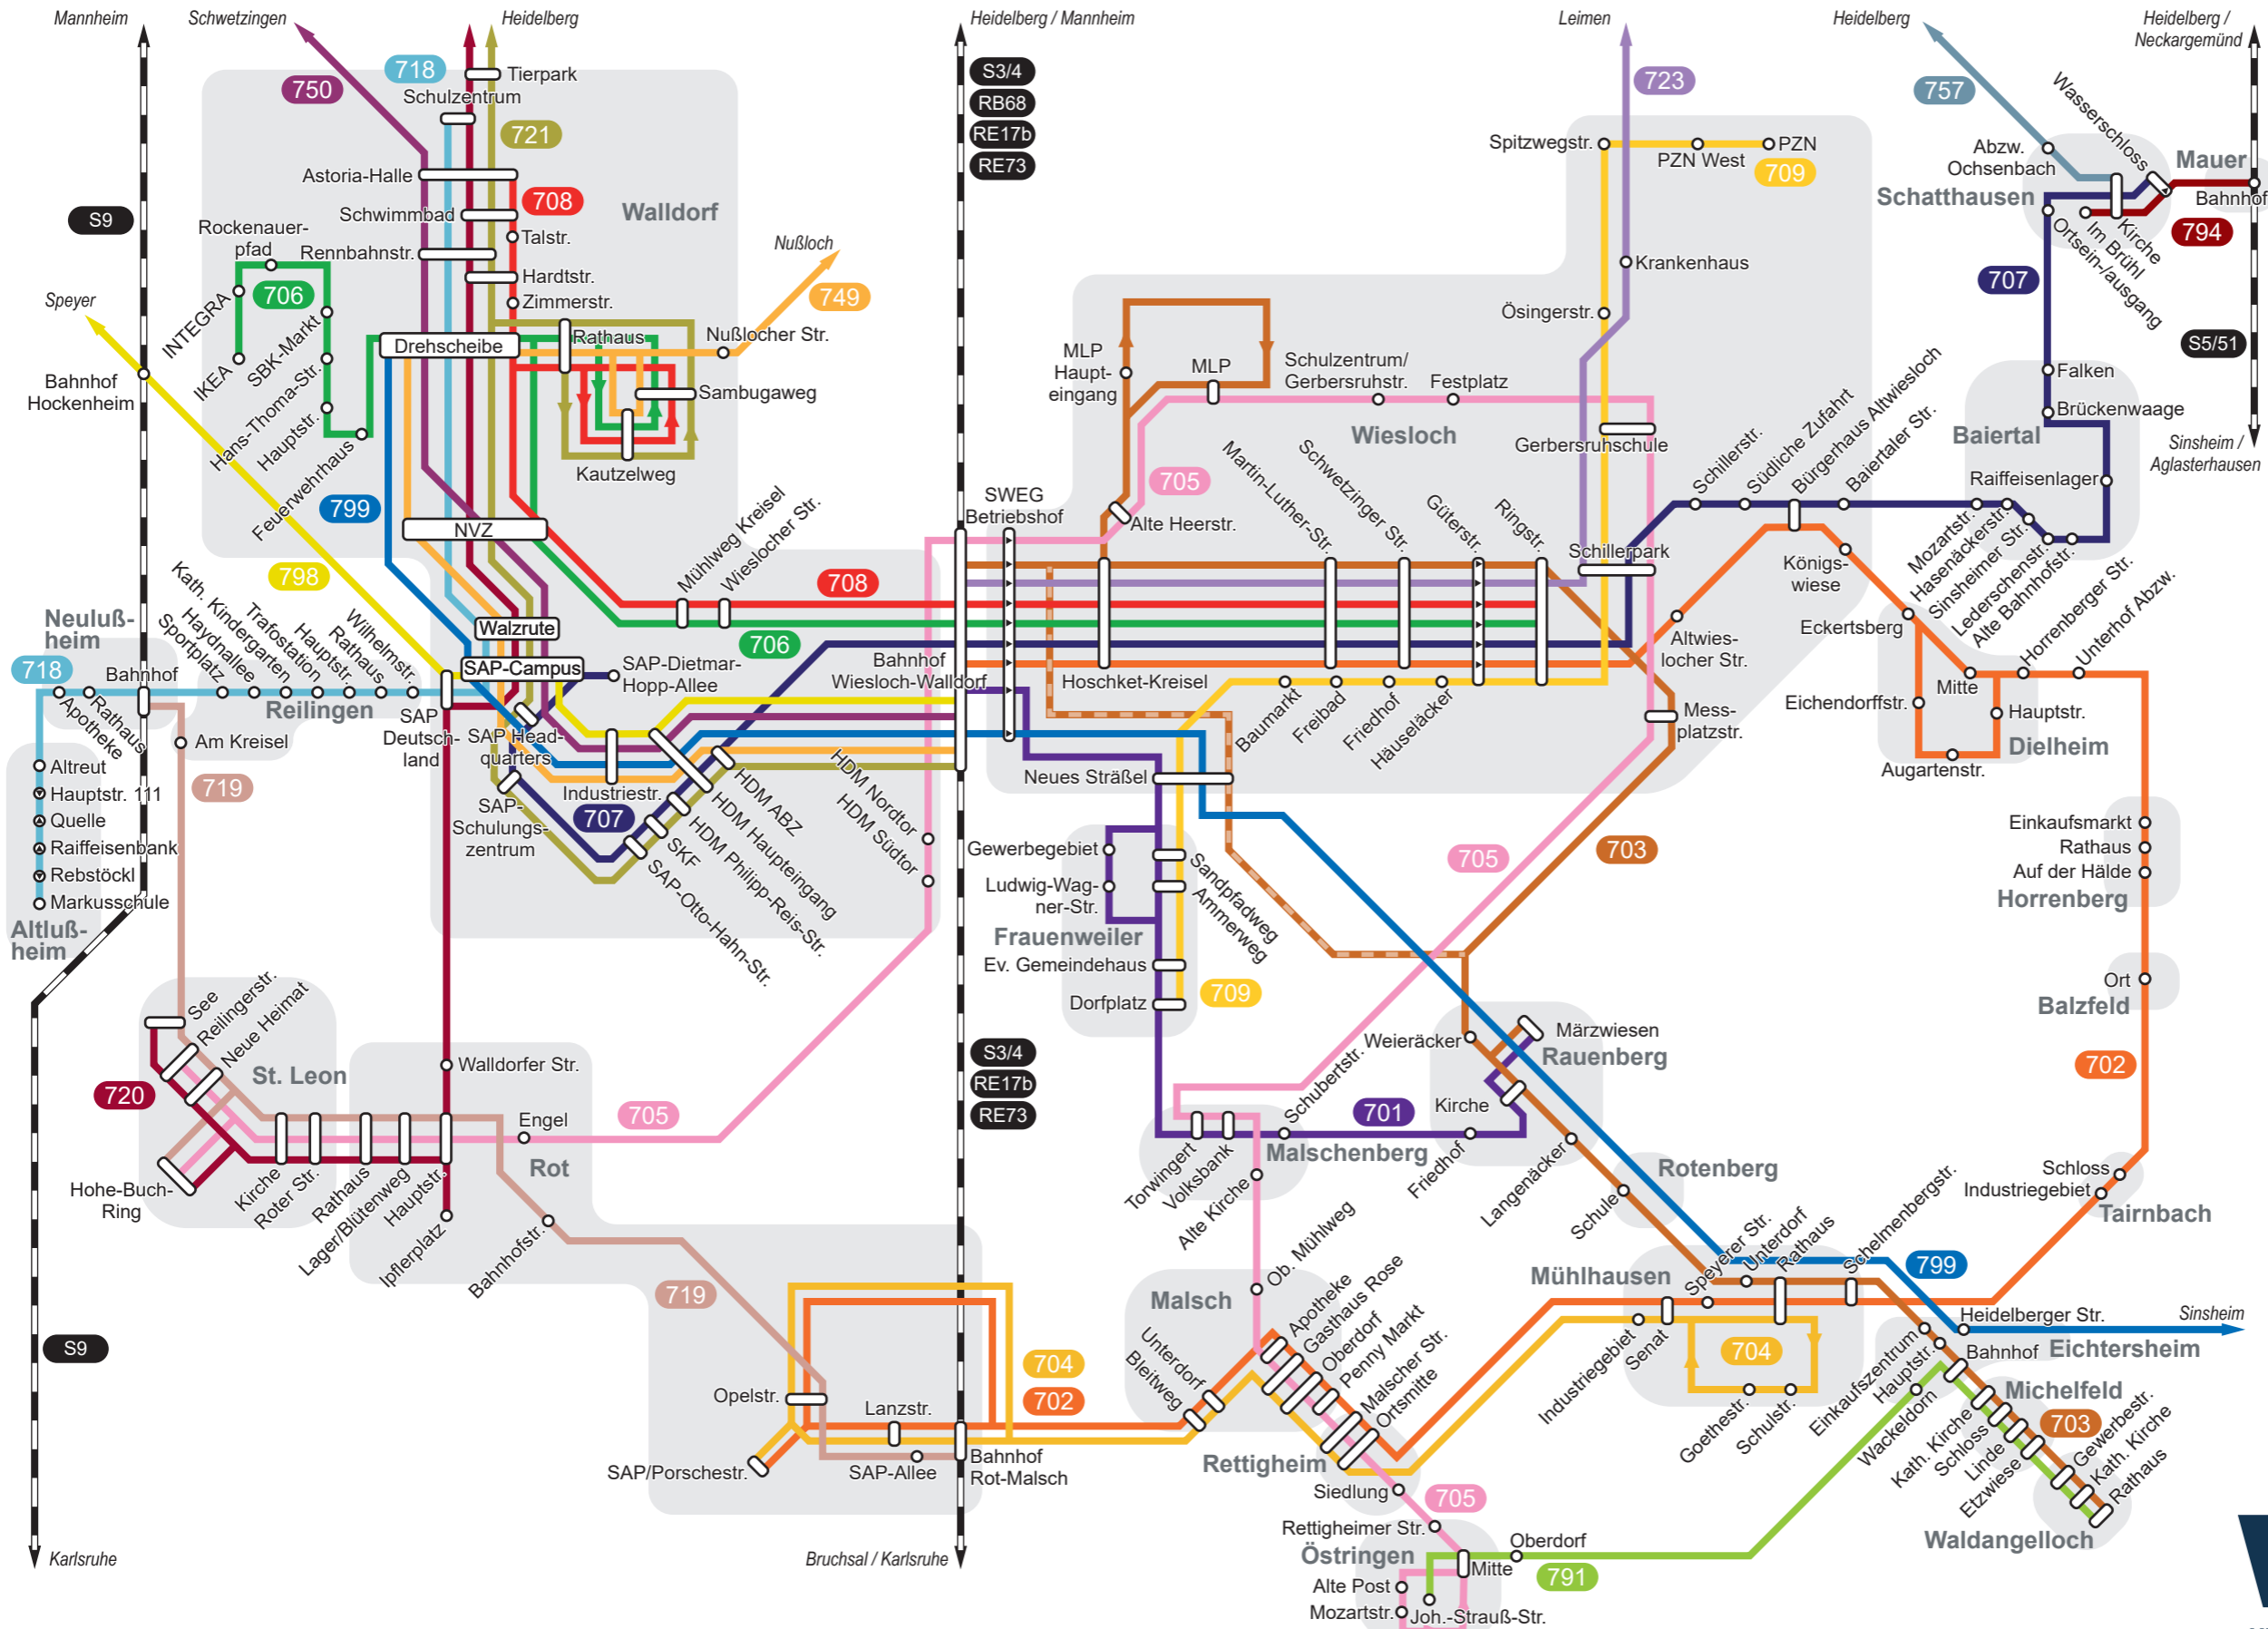 Mannheim
Schwetzingen
Heidelberg
Heidelberg / Mannheim
Leimen
Heidelberg
Heidelberg /
Neckargemünd
718
Tierpark
Schulzentrum
750
721
S3/4
RB68
RE17b
RE73
723
757
Wasserschloss
Spitzwegstr.
PZN West
PZN
709
Abzw.
Ochsenbach
Mauer
Bahnhof
Schatthausen
Kirche
Im Brühl
Ortsein-/ausgang
794
Astoria-Halle
708
Schwimmbad
Walldorf
Talstr.
S9
Rockenauer-
pfad
Rennbahnstr.
Hardtstr.
Zimmerstr.
Nußloch
749
706
INTEGRA
IKEA
SBK-Markt
Hans-Thoma-Str.
Hauptstr.
Feuerwehrhaus
Speyer
Bahnhof
Hockenheim
Drehscheibe
Rathaus
Nußlocher Str.
Sambugaweg
Kautzelweg
Krankenhaus
Ösingerstr.
707
S5/51
Falken
Brückenwaage
Baiertal
Raiffeisenlager
Sinsheim /
Aglasterhausen
MLP
Haupt-
eingang
MLP
Schulzentrum/
Gerbersruhstr.
Festplatz
Wiesloch
Gerbersruhschule
705
799
NVZ
798
SWEG
Betriebshof
Alte Heerstr.
Martin-Luther-Str.
Schwetzinger Str.
Güterstr.
Ringstr.
Schillerpark
Schillerstr.
Südliche Zufahrt
Bürgerhaus Altwiesloch
Baiertaler Str.
Mozartstr.
Hasenäckerstr.
Sinsheimer Str.
Lederschenstr.
Alte Bahnhofstr.
Königs-
wiese
Mühlweg Kreisel
Wieslocher Str.
708
706
Walzrute
SAP-Campus
SAP-Dietmar-
Hopp-Allee
Bahnhof
Wiesloch-Walldorf
Hoschket-Kreisel
Altwies-
locher Str.
Eckertsberg
Horrenberger Str.
Unterhof Abzw.
Mitte
Eichendorffstr.
Hauptstr.
Dielheim
Augartenstr.
Neuluß-
heim
718
Bahnhof
Apotheke
Rathaus
Am Kreisel
Sportplatz
Haydnallee
Kath. Kindergarten
Trafostation
Hauptstr.
Rathaus
Wilhelmstr.
Reilingen
SAP
Deutsch-
land
SAP Head-
quarters
SAP-
Schulungs-
zentrum
Industriestr.
707
HDM ABZ
HDM Haupteingang
HDM Philipp-Reis-Str.
SKF
SAP-Otto-Hahn-Str.
HDM Nordtor
HDM Südtor
Baumarkt
Freibad
Friedhof
Häuseläcker
Mess-
platzstr.
Neues Sträßel
Altreut
Hauptstr. 111
Quelle
Raiffeisenbank
Rebstöckl
Markusschule
Altluß-
heim
719
Gewerbegebiet
Ludwig-Wag-
ner-Str.
Frauenweiler
Sandpfadweg
Ammerweg
Ev. Gemeindehaus
Dorfplatz
709
705
703
Einkaufsmarkt
Rathaus
Auf der Hälde
Horrenberg
Ort
Balzfeld
702
See
Reilingerstr.
Neue Heimat
St. Leon
720
Hohe-Buch-
Ring
Kirche
Roter Str.
Rathaus
Lager/Blütenweg
Hauptstr.
Ipflerplatz
Walldorfer Str.
Engel
Rot
Bahnhofstr.
705
S3/4
RE17b
RE73
Weieräcker
Märzwiesen
Rauenberg
Kirche
Friedhof
Langenäcker
701
Schubertstr.
Malschenberg
Torwingert
Volksbank
Alte Kirche
Rotenberg
Schule
Schloss
Industriegebiet
Tairnbach
719
S9
Malsch
Ob. Mühlweg
Apotheke
Gasthaus Rose
Oberdorf
Penny Markt
Malscher Str.
Ortsmitte
Unterdorf
Bleitweg
Rettigheim
Siedlung
Mühlhausen
Speyerer Str.
Unterdorf
Rathaus
Schelmenbergstr.
Industriegebiet
Senat
704
Goethestr.
Schulstr.
799
Heidelberger Str.
Sinsheim
Eichtersheim
Einkaufszentrum
Hauptstr.
Bahnhof
Michelfeld
Wackeldorn
Kath. Kirche
Schloss
Linde
Etzwiese
703
Gewerbestr.
Kath. Kirche
Rathaus
Waldangelloch
Opelstr.
Lanzstr.
704
702
SAP/Porschestr.
SAP-Allee
Bahnhof
Rot-Malsch
705
Rettigheimer Str.
Östringen
Oberdorf
Mitte
791
Alte Post
Mozartstr.
Joh.-Strauß-Str.
Karlsruhe
Bruchsal / Karlsruhe